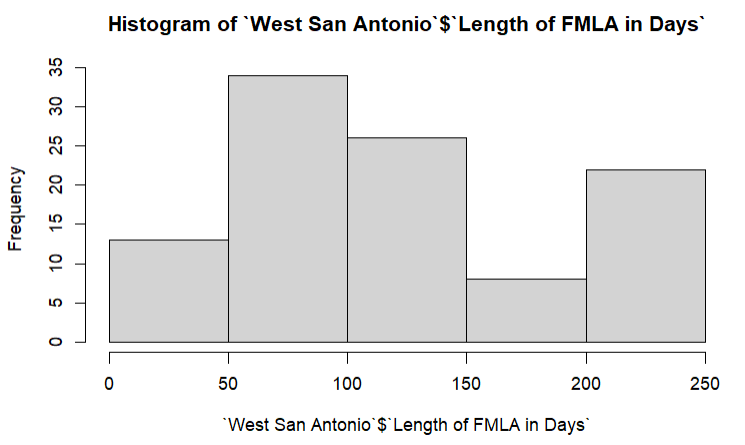 Histogram of `West San Antonio`$`Length of FMLA in Days`
Frequency
35
30
25
20
15
10
5
0
0 50 100 150 200 250
`West San Antonio`$`Length of FMLA in Days`